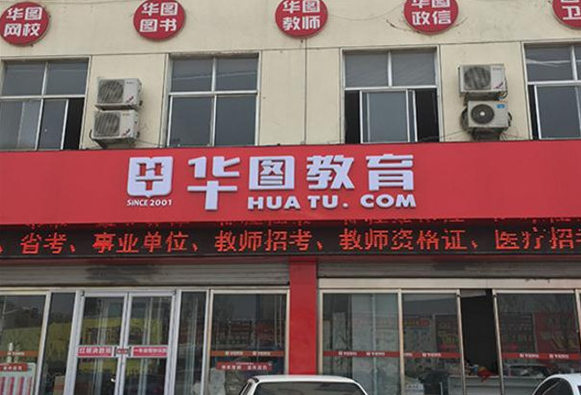 华图网校
华图图书
华图教师
华图政信
卫
华图教育
SINCE 2001
HUATU.COM
、省考、事业单位、教师招考、教师资格证、医疗招